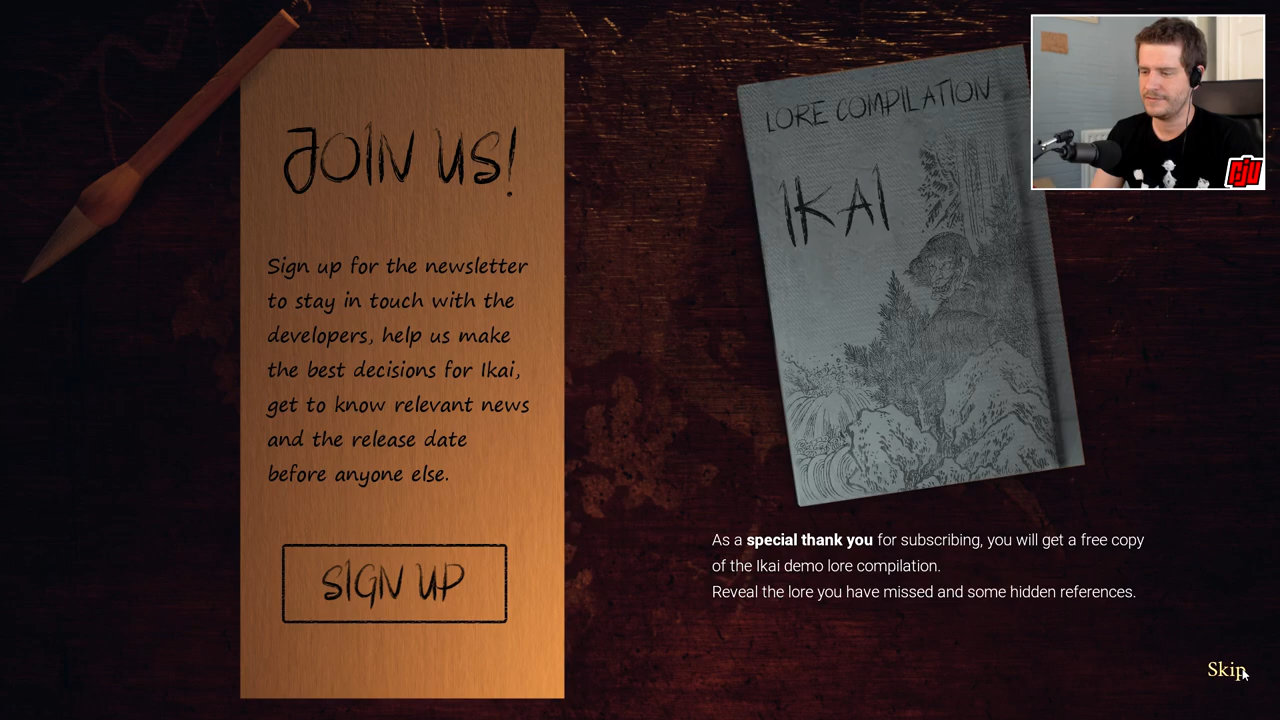 JOIN US!
Sign up for the newsletter
to stay in touch with the
developers, help us make
the best decisions for Ikai,
get to know relevant news
and the release date
before anyone else.
SIGN UP
LORE COMPILATION
IKAI
As a special thank you for subscribing, you will get a free copy
of the Ikai demo lore compilation.
Reveal the lore you have missed and some hidden references.
Skip